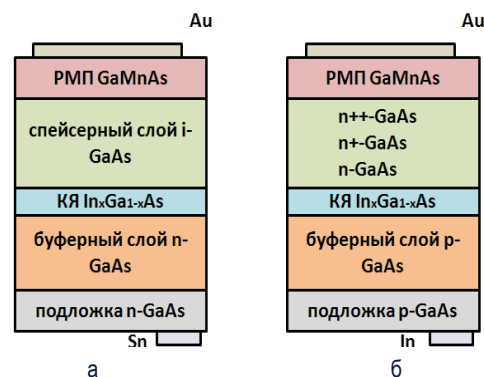 Au
РМП GaMnAs
спейсерный слой i-
GaAs
КЯ InxGa1-xAs
буферный слой n-
GaAs
подложка n-GaAs
Sn
а
Au
РМП GaMnAs
n++-GaAs
n+-GaAs
n-GaAs
КЯ InxGa1-xAs
буферный слой p-
GaAs
подложка p-GaAs
In
б